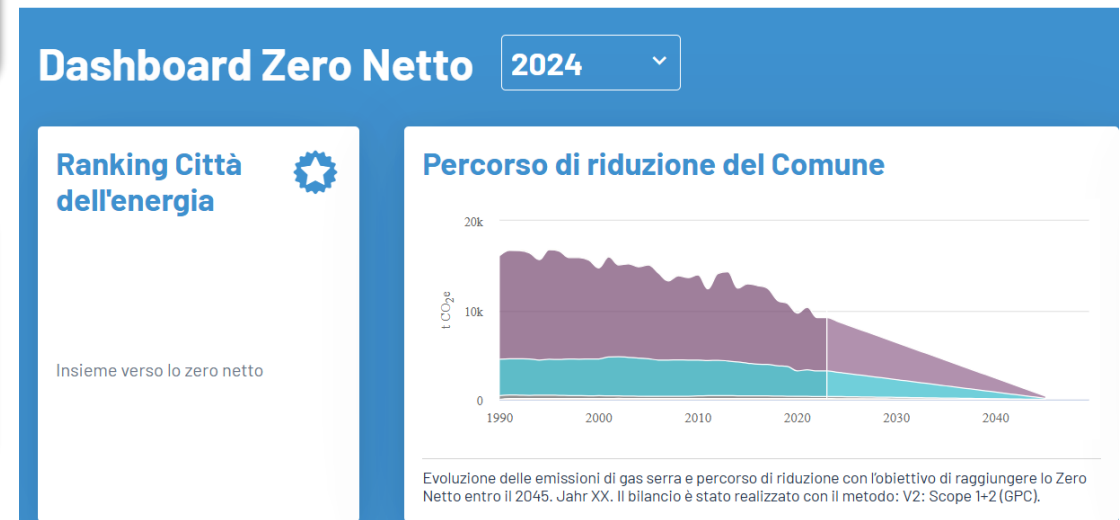 Dashboard Zero Netto
2024
Ranking Città
dell'energia
Insieme verso lo zero netto
Percorso di riduzione del Comune
20k
10k
0
t CO₂e
1990 2000 2010 2020 2030 2040
Evoluzione delle emissioni di gas serra e percorso di riduzione con l'obiettivo di raggiungere lo Zero
Netto entro il 2045. Jahr XX. Il bilancio è stato realizzato con il metodo: V2: Scope 1+2 (GPC).